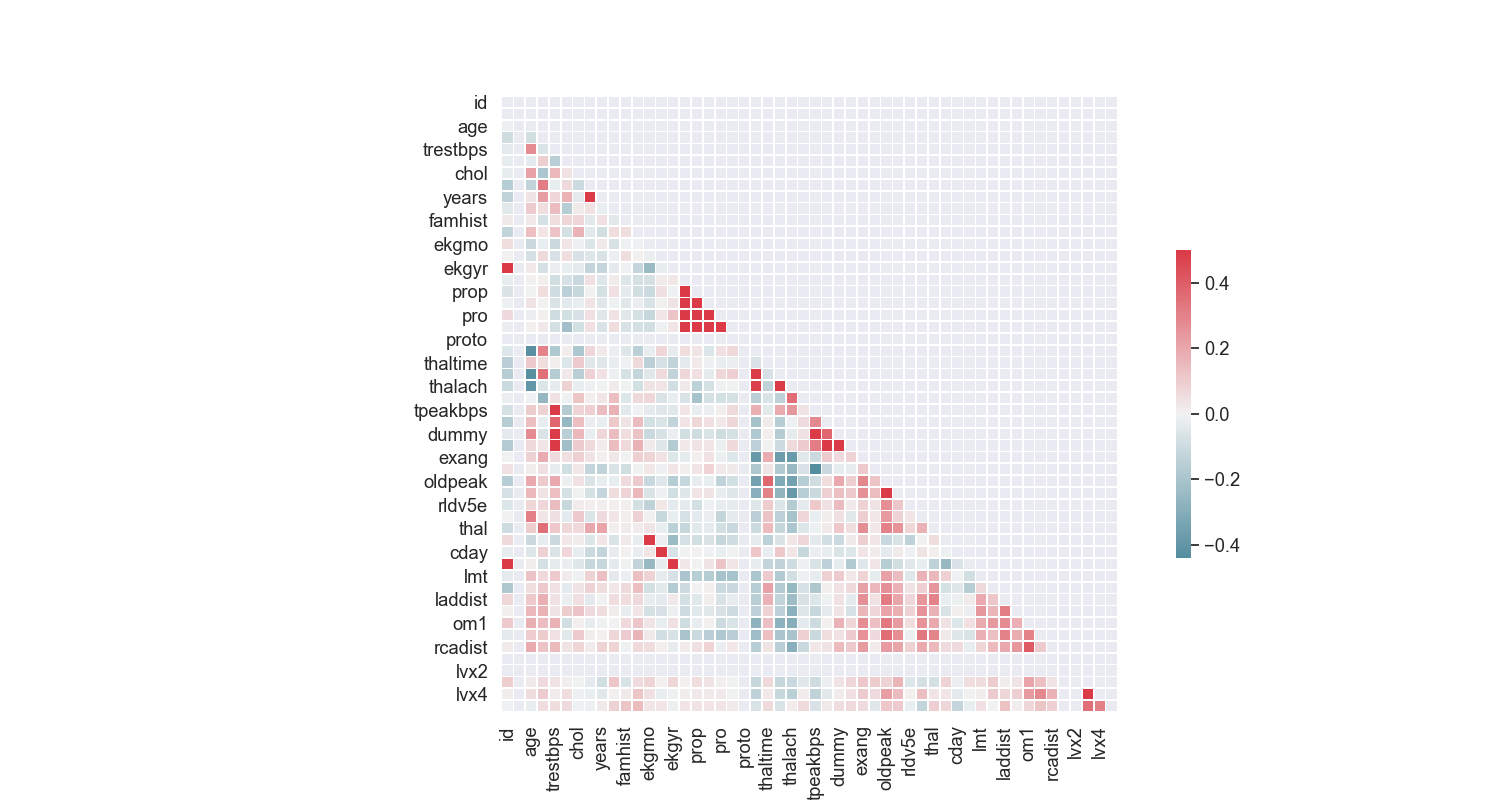 id
age
trestbps
chol
years
famhist
ekgmo
ekgyr
prop
pro
proto
thaltime
thalach
tpeakbps
dummy
exang
oldpeak
rldv5e
thal
cday
lmt
laddist
om1
rcadist
lvx2
lvx4
0.4
0.2
0.0
−0.2
−0.4
id
age
trestbps
chol
years
famhist
ekgmo
ekgyr
prop
pro
proto
thaltime
thalach
tpeakbps
dummy
exang
oldpeak
rldv5e
thal
cday
lmt
laddist
om1
rcadist
lvx2
lvx4